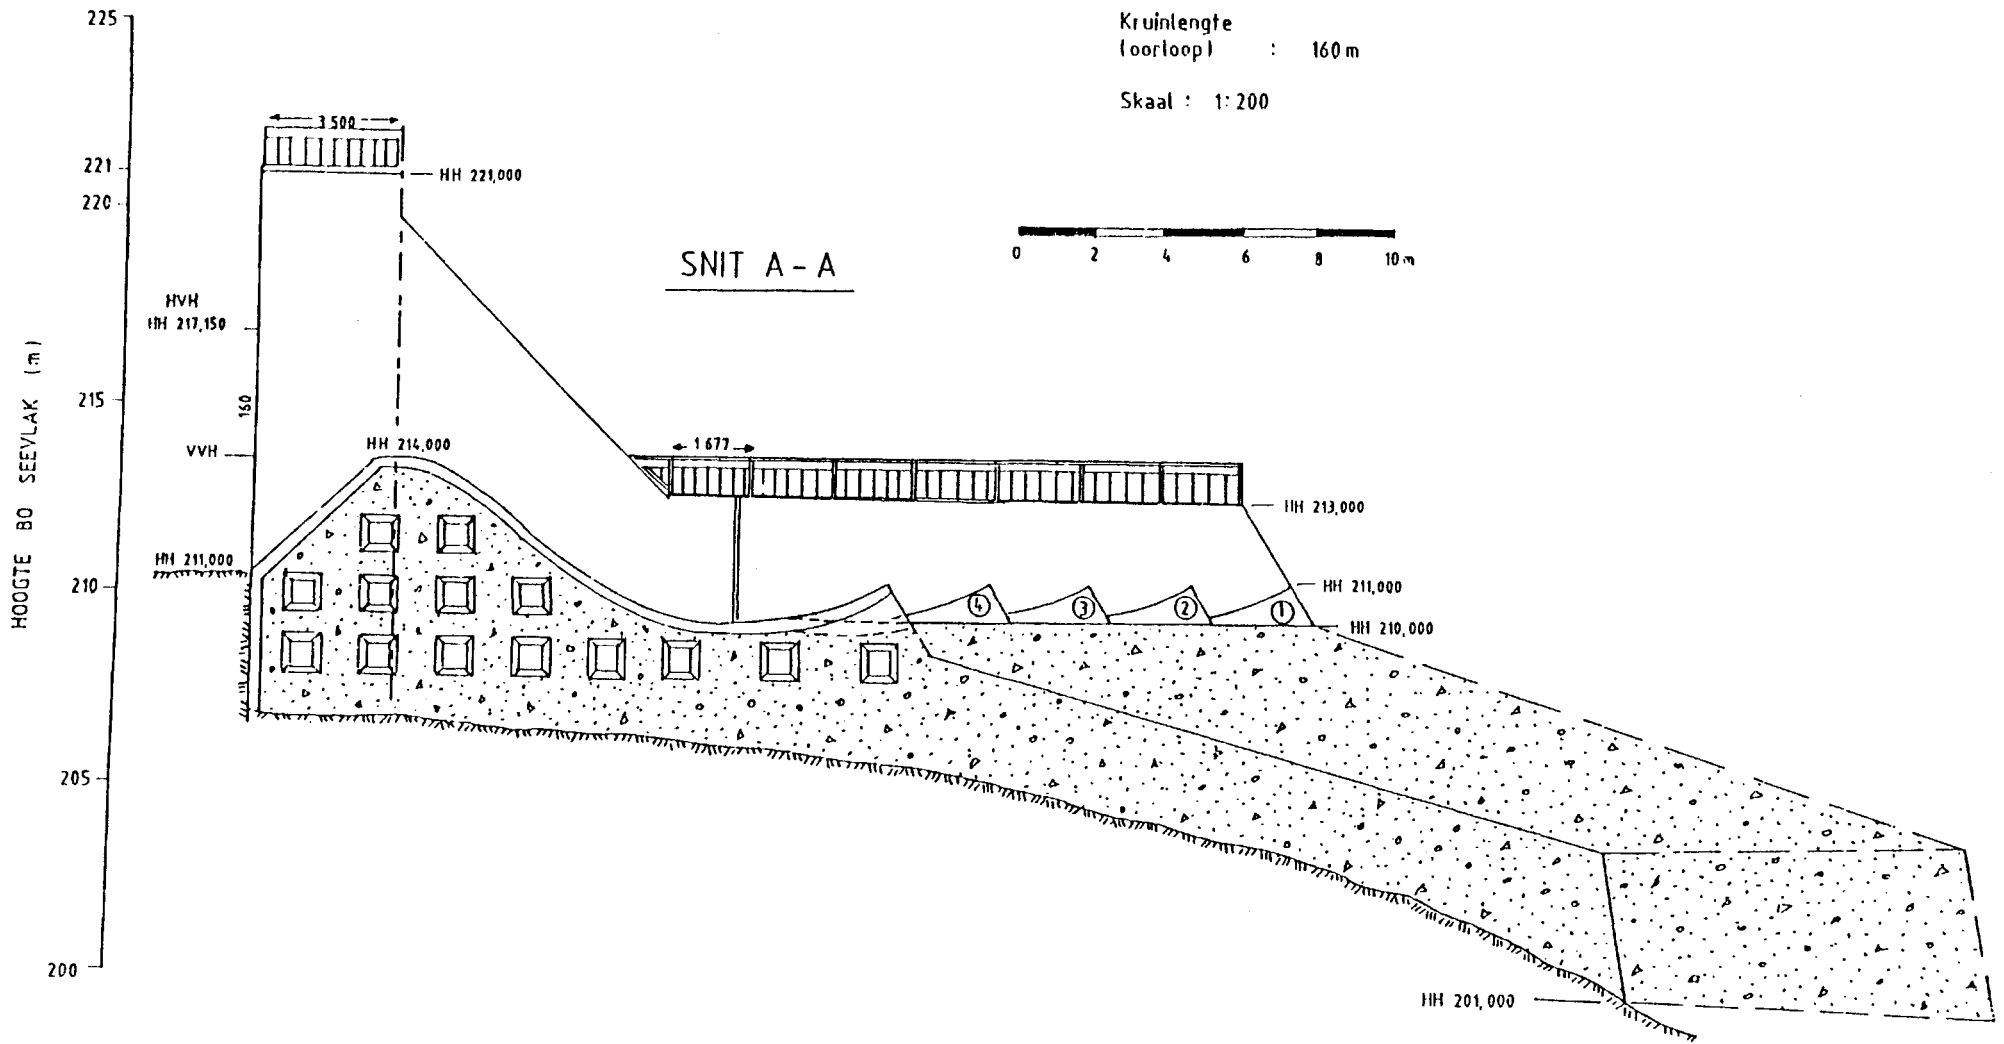 225
Kruinlengte
(oorloop) : 160 m
Skaal : 1:200
3 500
221
HH 221,000
220
SNIT A - A
0 2 4 6 8 10 m
HVH
HH 217,150
HOOGTE BO SEEVLAK (m)
215
160
VVH
HH 214,000
1 677
HH 213,000
HH 211,000
210
HH 211,000
4 3 2 1
HH 210,000
205
200
HH 201,000